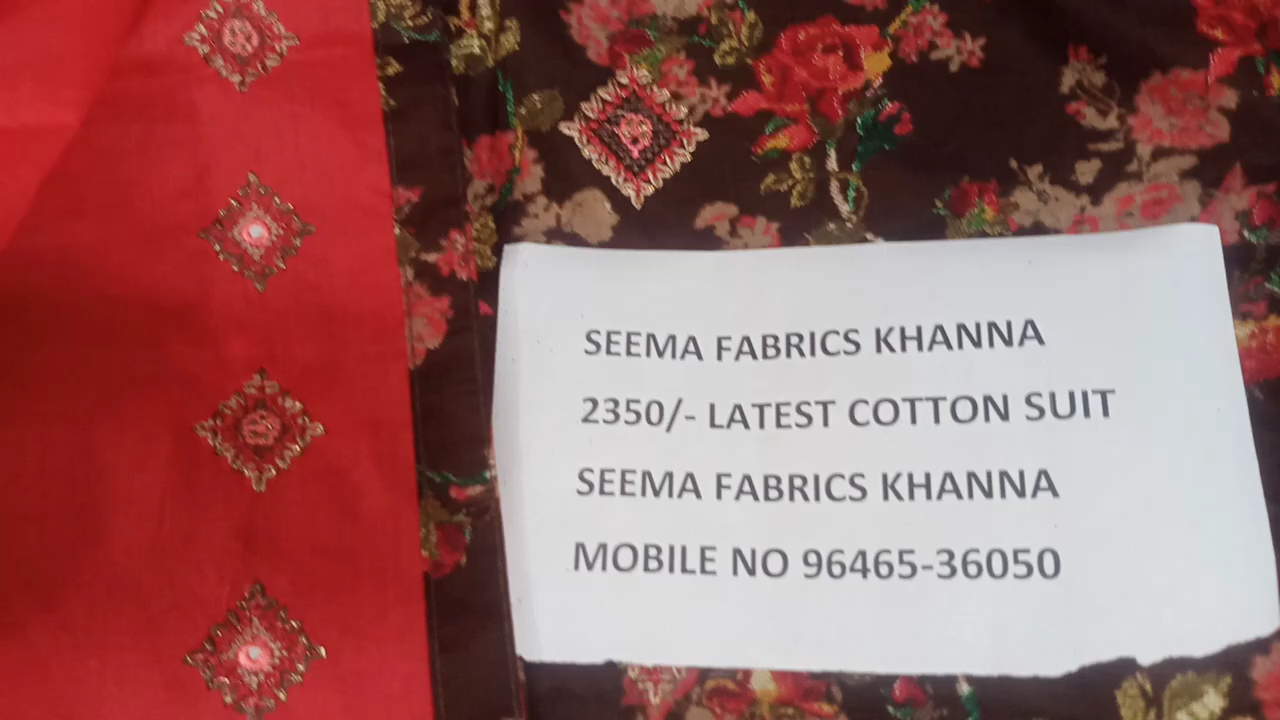 SEEMA FABRICS KHANNA
2350/- LATEST COTTON SUIT
SEEMA FABRICS KHANNA
MOBILE NO 96465-36050